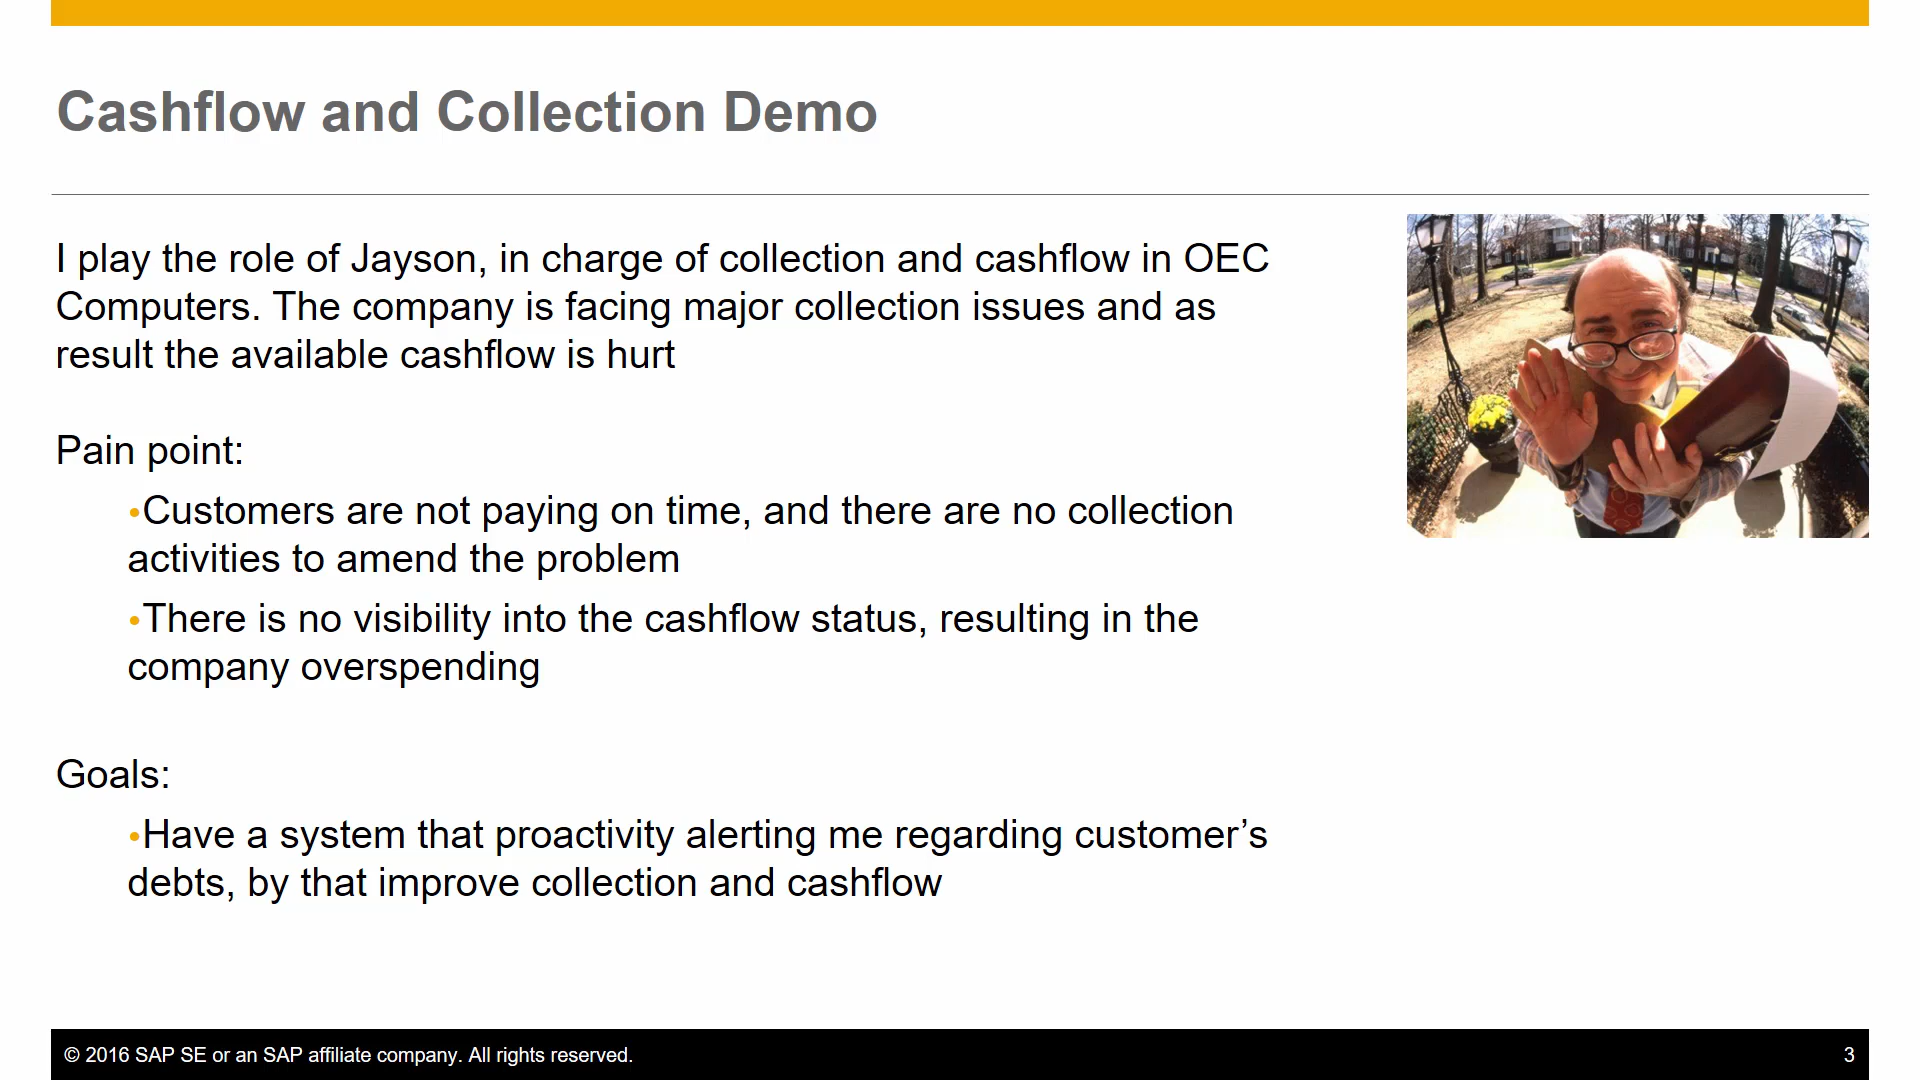 Cashflow and Collection Demo
I play the role of Jayson, in charge of collection and cashflow in OEC
Computers. The company is facing major collection issues and as
result the available cashflow is hurt
Pain point:
•Customers are not paying on time, and there are no collection
activities to amend the problem
•There is no visibility into the cashflow status, resulting in the
company overspending
Goals:
•Have a system that proactivity alerting me regarding customer’s
debts, by that improve collection and cashflow
© 2016 SAP SE or an SAP affiliate company. All rights reserved.
3